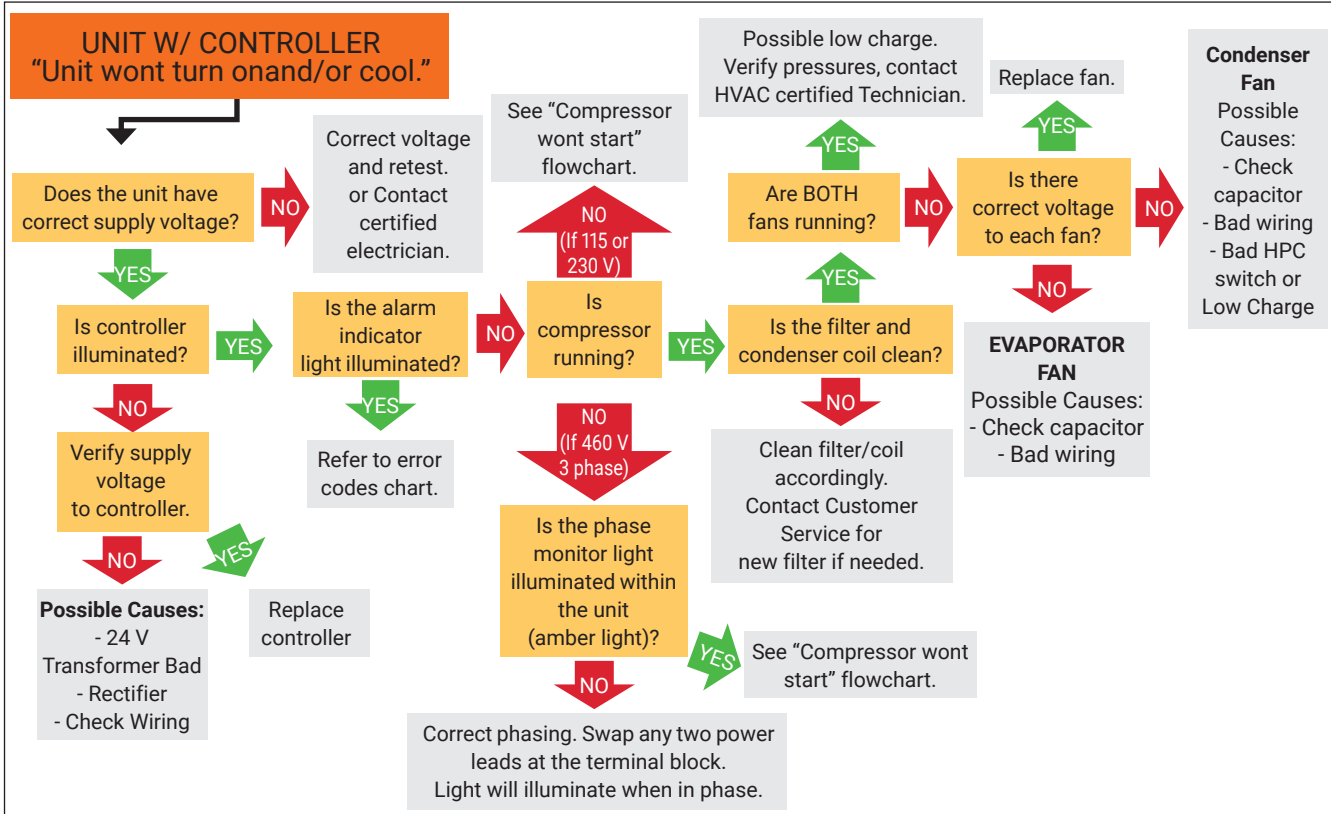 UNIT W/ CONTROLLER
“Unit wont turn onand/or cool.”
Does the unit have
correct supply voltage?
NO
Correct voltage
and retest.
or Contact
certified
electrician.
YES
Is controller
illuminated?
YES
NO
Verify supply
voltage
to controller.
NO
YES
Possible Causes:
- 24 V
Transformer Bad
- Rectifier
- Check Wiring
Replace
controller
Is the alarm
indicator
light illuminated?
NO
YES
Refer to error
codes chart.
See “Compressor
wont start”
flowchart.
NO
(If 115 or
230 V)
Is
compressor
running?
YES
NO
(If 460 V
3 phase)
Is the phase
monitor light
illuminated within
the unit
(amber light)?
YES
See “Compressor wont
start” flowchart.
NO
Correct phasing. Swap any two power
leads at the terminal block.
Light will illuminate when in phase.
Possible low charge.
Verify pressures, contact
HVAC certified Technician.
YES
Are BOTH
fans running?
NO
YES
Is the filter and
condenser coil clean?
NO
Clean filter/coil
accordingly.
Contact Customer
Service for
new filter if needed.
Replace fan.
YES
Is there
correct voltage
to each fan?
NO
NO
EVAPORATOR
FAN
Possible Causes:
- Check capacitor
- Bad wiring
Condenser
Fan
Possible
Causes:
- Check
capacitor
- Bad wiring
- Bad HPC
switch or
Low Charge